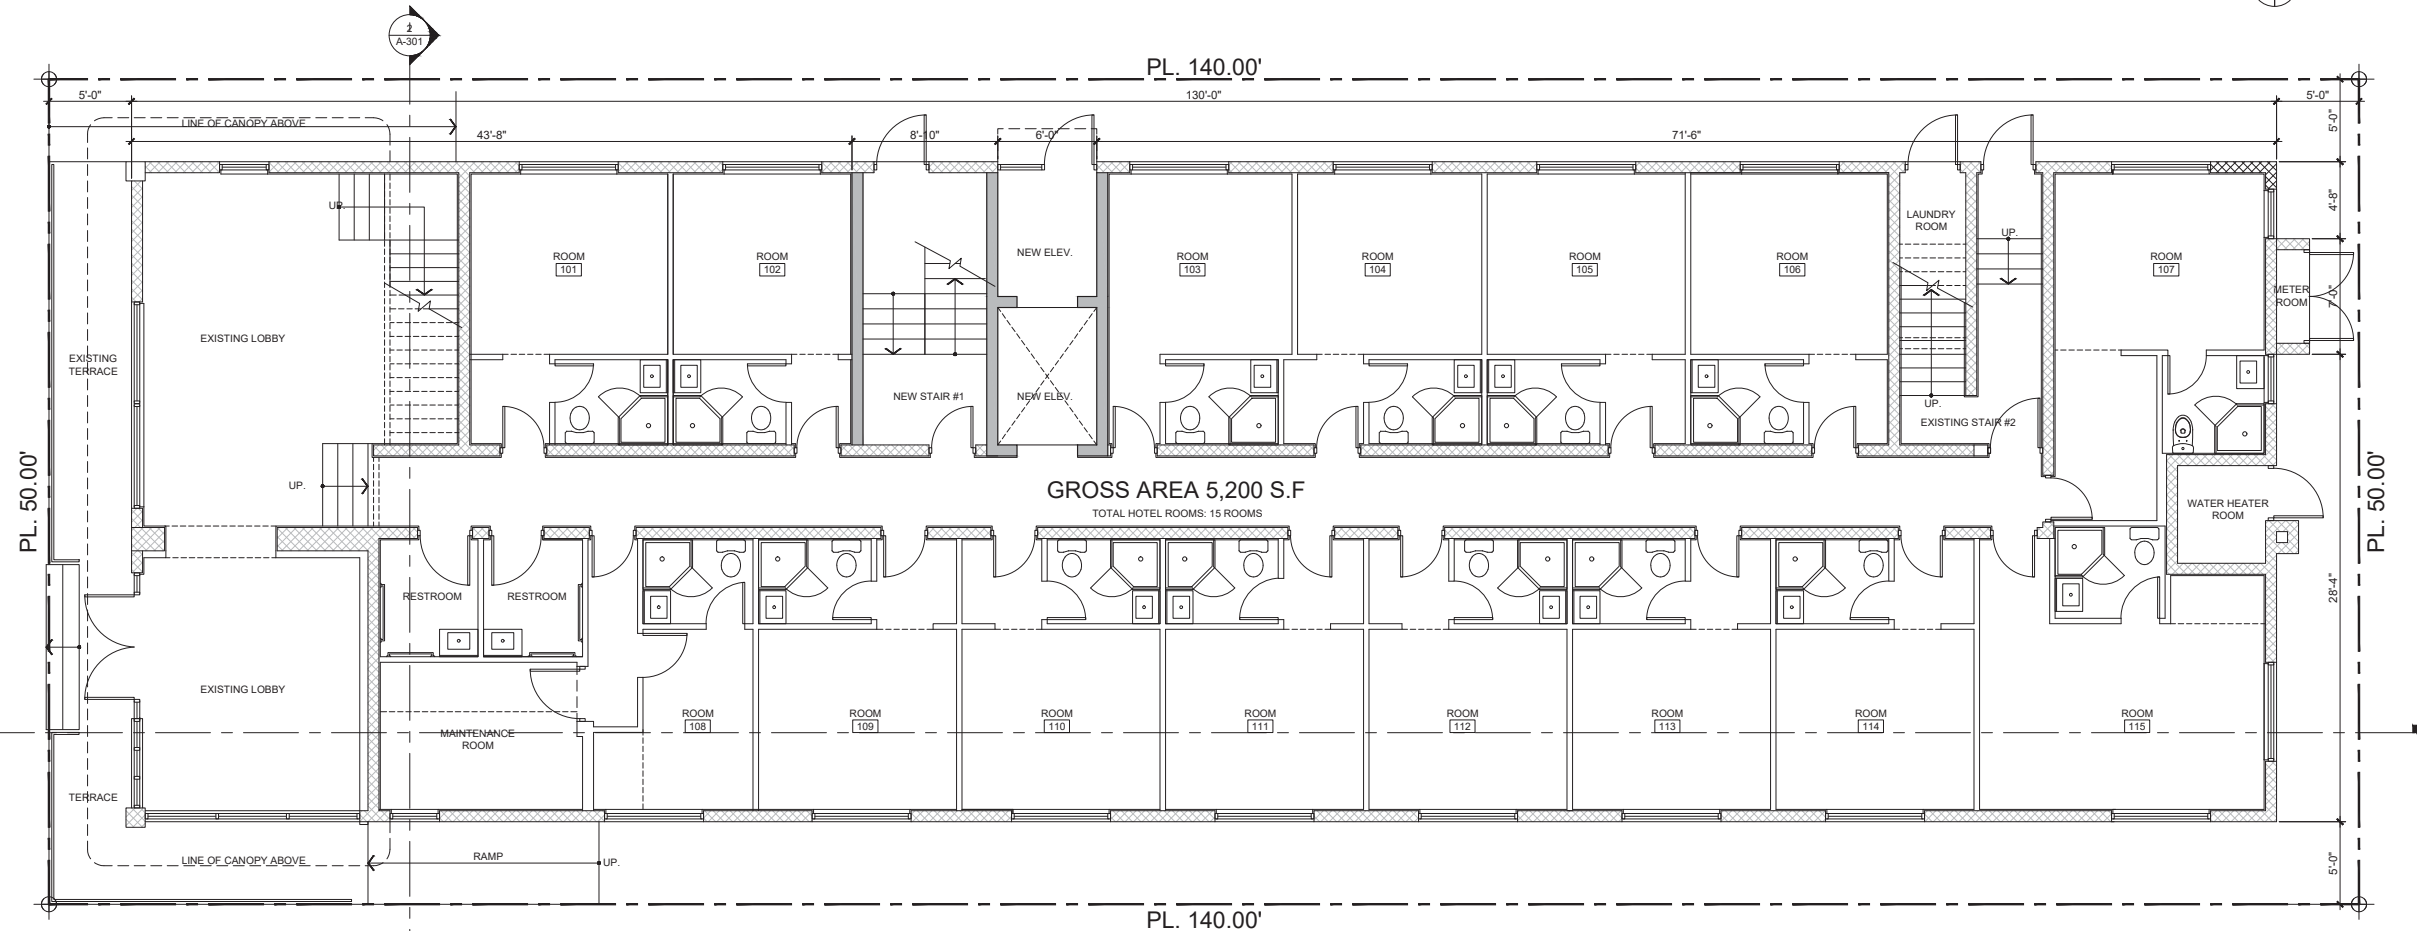 2
A-301
PL. 140.00'
5'-0"
130'-0"
5'-0"
LINE OF CANOPY ABOVE
43'-8"
8'-10"
6'-0"
71'-6"
5'-0"
UP.
4'-8"
LAUNDRY
ROOM
UP.
NEW ELEV.
ROOM
101
ROOM
102
ROOM
103
ROOM
104
ROOM
105
ROOM
106
ROOM
107
METER
ROOM
7'-0"
EXISTING LOBBY
EXISTING
TERRACE
NEW STAIR #1
NEW ELEV.
UP.
EXISTING STAIR #2
PL. 50.00'
UP.
GROSS AREA 5,200 S.F
TOTAL HOTEL ROOMS: 15 ROOMS
WATER HEATER
ROOM
PL. 50.00'
RESTROOM
RESTROOM
28'-4"
EXISTING LOBBY
MAINTENANCE
ROOM
ROOM
108
ROOM
109
ROOM
110
ROOM
111
ROOM
112
ROOM
113
ROOM
114
ROOM
115
TERRACE
LINE OF CANOPY ABOVE
RAMP
UP.
5'-0"
PL. 140.00'